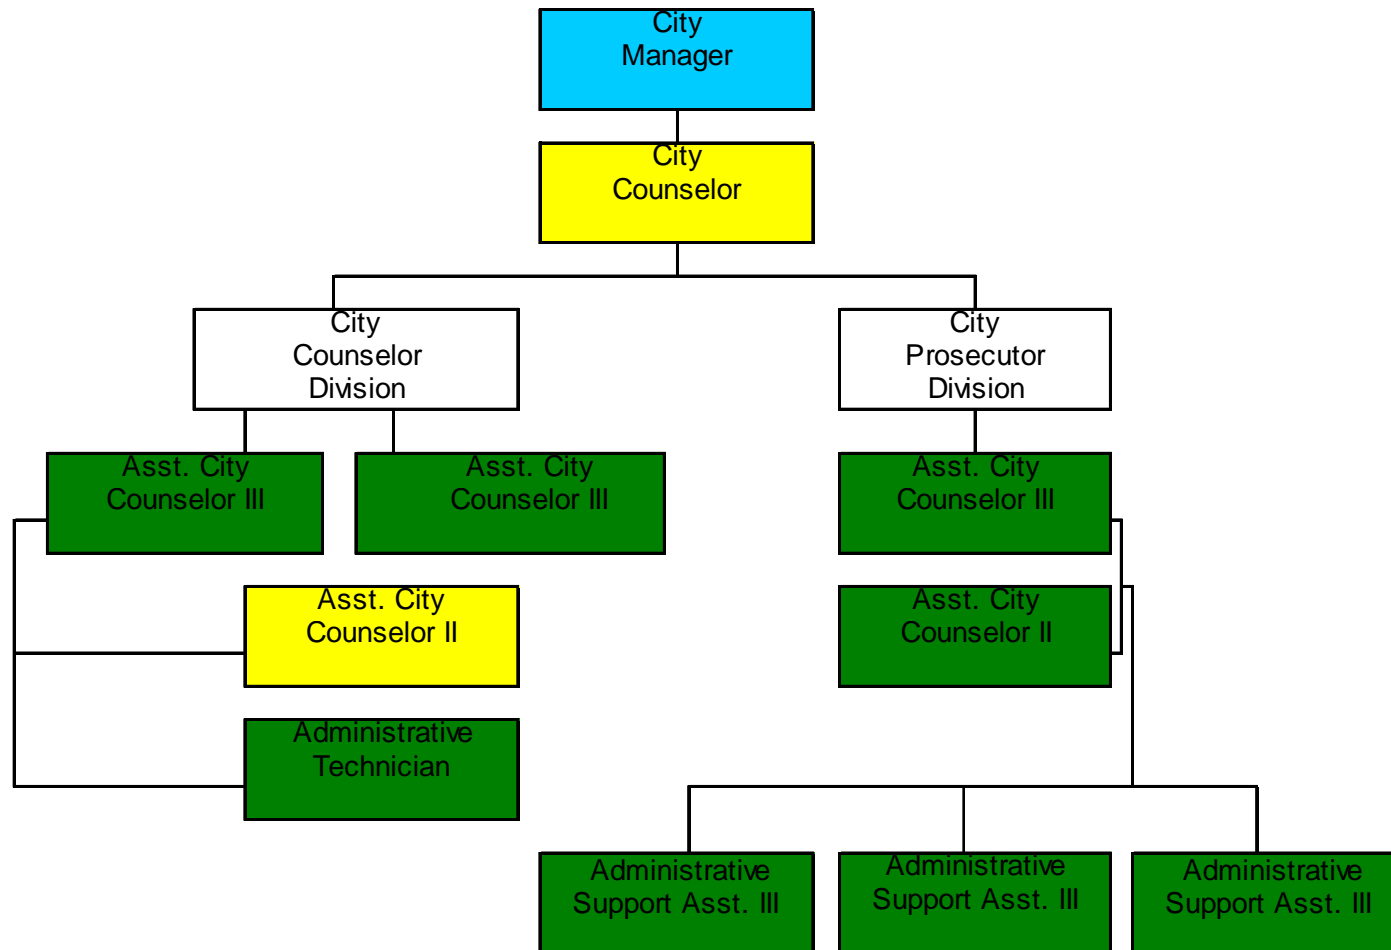 City
Manager
City
Counselor
City
Counselor
Division
City
Prosecutor
Division
Asst. City
Counselor III
Asst. City
Counselor III
Asst. City
Counselor III
Asst. City
Counselor II
Asst. City
Counselor II
Administrative
Technician
Administrative
Support Asst. III
Administrative
Support Asst. III
Administrative
Support Asst. III